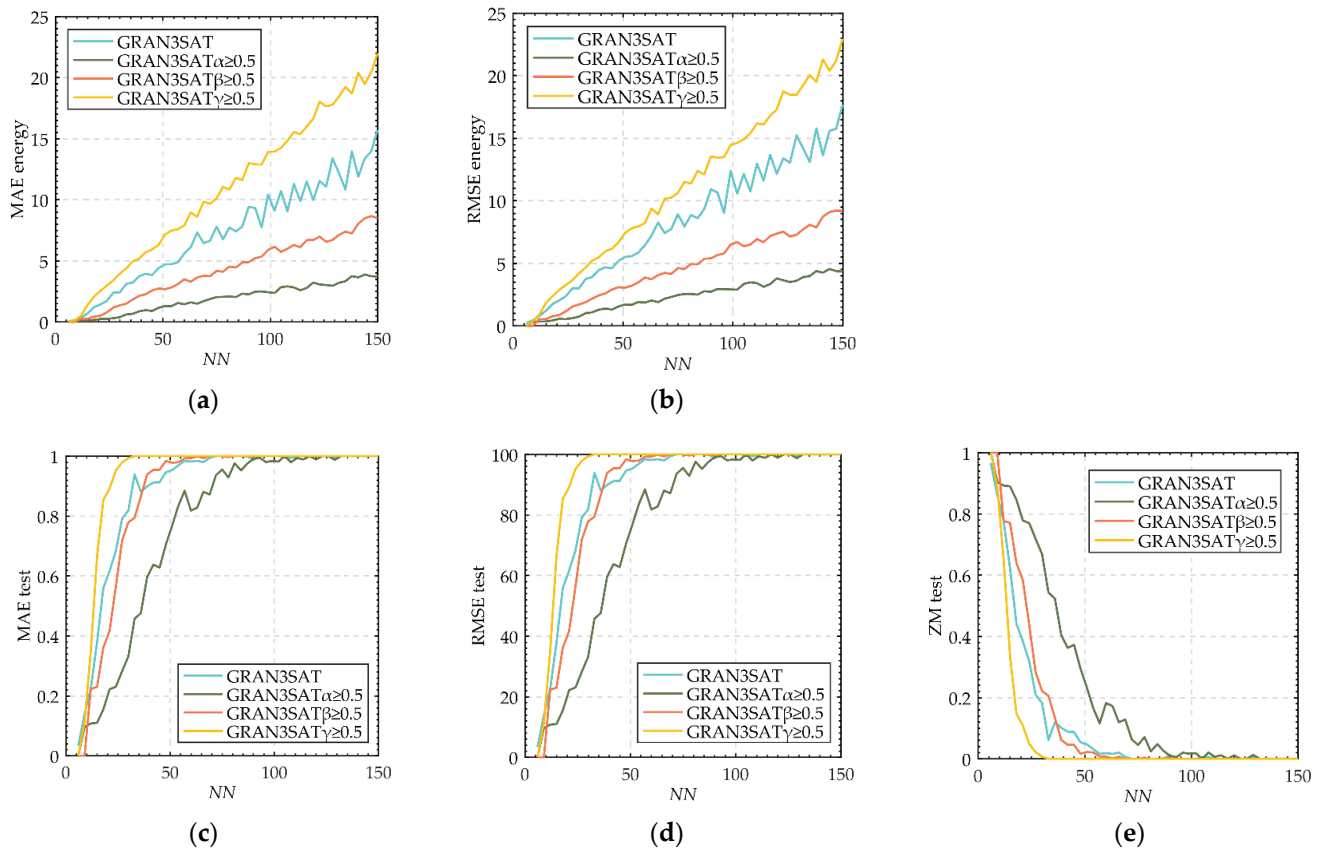 25
20
15
10
5
0
MAE energy
GRAN3SAT
GRAN3SATα≥0.5
GRAN3SATβ≥0.5
GRAN3SATγ≥0.5
0 50 100 150
NN
(a)
25
20
15
10
5
0
RMSE energy
GRAN3SAT
GRAN3SATα≥0.5
GRAN3SATβ≥0.5
GRAN3SATγ≥0.5
0 50 100 150
NN
(b)
1
0.8
0.6
0.4
0.2
0
MAE test
GRAN3SAT
GRAN3SATα≥0.5
GRAN3SATβ≥0.5
GRAN3SATγ≥0.5
0 50 100 150
NN
(c)
100
80
60
40
20
0
RMSE test
GRAN3SAT
GRAN3SATα≥0.5
GRAN3SATβ≥0.5
GRAN3SATγ≥0.5
0 50 100 150
NN
(d)
1
0.8
0.6
0.4
0.2
0
ZM test
GRAN3SAT
GRAN3SATα≥0.5
GRAN3SATβ≥0.5
GRAN3SATγ≥0.5
0 50 100 150
NN
(e)